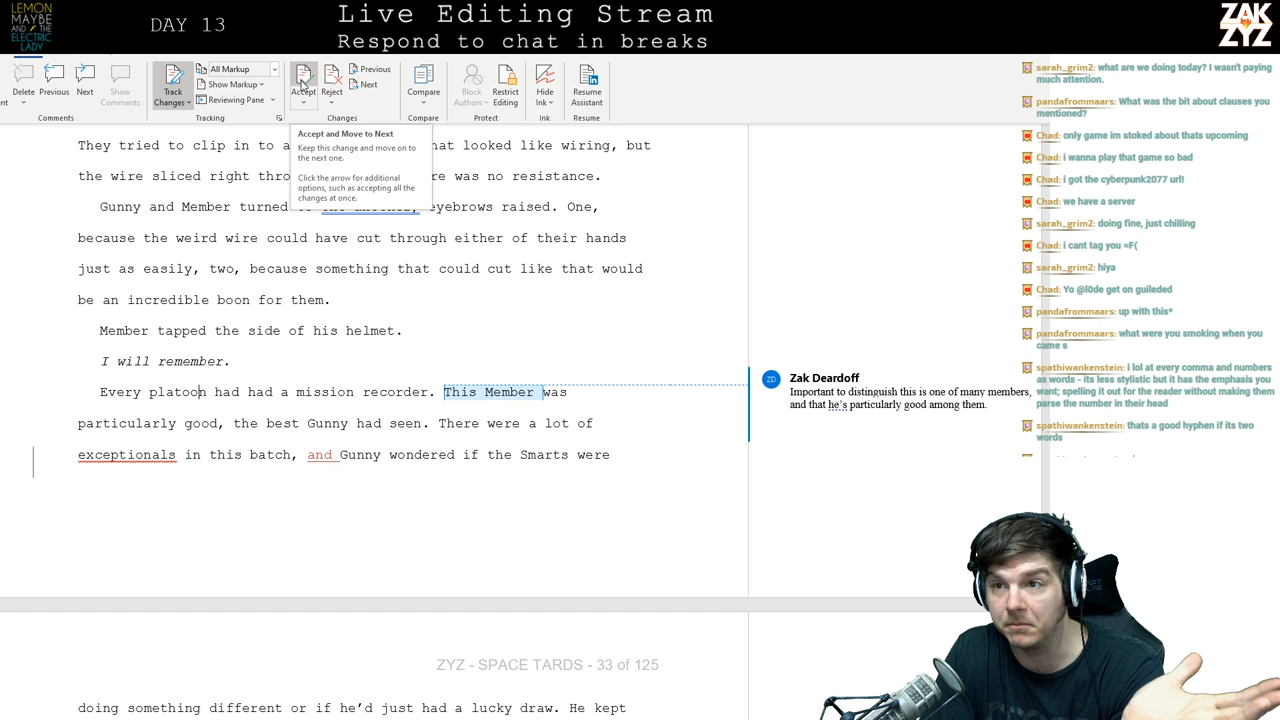 LEMON
MAYBE
AND THE
ELECTRIC
LADY
DAY 13
Live Editing Stream
Respond to chat in breaks
ZAK
ZYZ
Delete
Previous
Next
Show
Comments
Comments
Track
Changes
All Markup
Show Markup
Reviewing Pane
Tracking
Accept
Reject
Previous
Next
Changes
Compare
Compare
Block
Authors
Restrict
Editing
Protect
Hide
Ink
Ink
Resume
Assistant
Resume
Accept and Move to Next
Keep this change and move on to
the next one.
Click the arrow for additional
options, such as accepting all the
changes at once.
They tried to clip in to a hat looked like wiring, but
the wire sliced right thro re was no resistance.
Gunny and Member turned eyebrows raised. One,
because the weird wire could have cut through either of their hands
just as easily, two, because something that could cut like that would
be an incredible boon for them.
Member tapped the side of his helmet.
I will remember.
Every platoon had had a mission recorder. This Member was
particularly good, the best Gunny had seen. There were a lot of
exceptionals in this batch, and Gunny wondered if the Smarts were
Zak Deardoff
Important to distinguish this is one of many members,
and that he's particularly good among them.
ZYZ - SPACE TARDS - 33 of 125
doing something different or if he'd just had a lucky draw. He kept
sarah_grim2: what are we doing today? I wasn't paying
much attention.
pandafrommaars: What was the bit about clauses you
mentioned?
Chad: only game im stoked about thats upcoming
Chad: i wanna play that game so bad
Chad: i got the cyberpunk2077 url!
Chad: we have a server
sarah_grim2: doing fine, just chilling
Chad: i cant tag you =F(
sarah_grim2: hiya
Chad: Yo @l0de get on guileded
pandafrommaars: up with this*
pandafrommaars: what were you smoking when you
came s
spathiwankenstein: i lol at every comma and numbers
as words - its less stylistic but it has the emphasis you
want; spelling it out for the reader without making them
parse the number in their head
spathiwankenstein: thats a good hyphen if its two
words